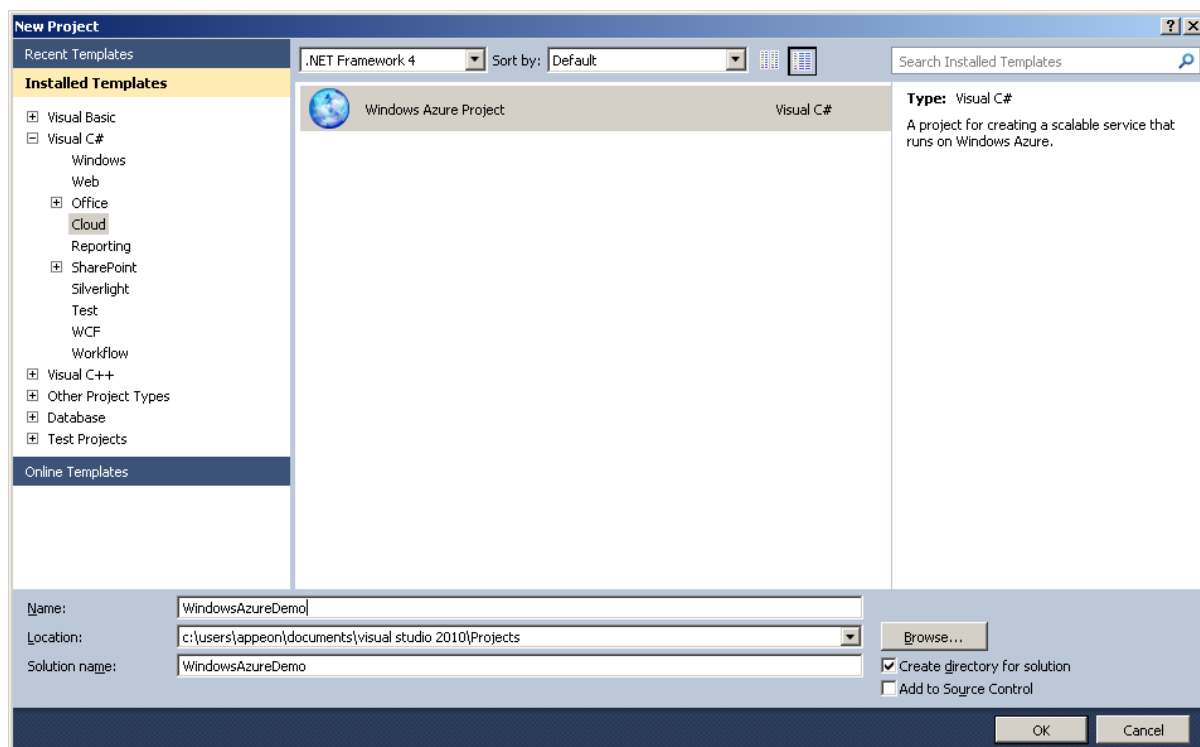 New Project
Recent Templates
Installed Templates
Visual Basic
Visual C#
Windows
Web
Office
Cloud
Reporting
SharePoint
Silverlight
Test
WCF
Workflow
Visual C++
Other Project Types
Database
Test Projects
Online Templates
.NET Framework 4 Sort by: Default
Windows Azure Project Visual C#
Search Installed Templates
Type: Visual C#
A project for creating a scalable service that
runs on Windows Azure.
Name: WindowsAzureDemo
Location: c:\users\appeon\documents\visual studio 2010\Projects Browse...
Solution name: WindowsAzureDemo
Create directory for solution
Add to Source Control
OK Cancel